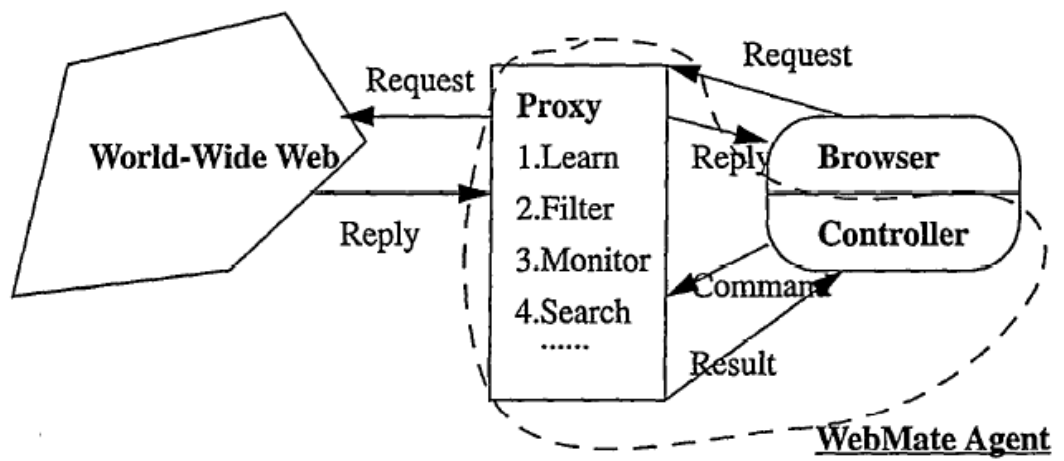 Request
Request
Proxy
World-Wide Web
1.Learn
Reply
Browser
2.Filter
Reply
Controller
3.Monitor
Command
4.Search
......
Result
WebMate Agent